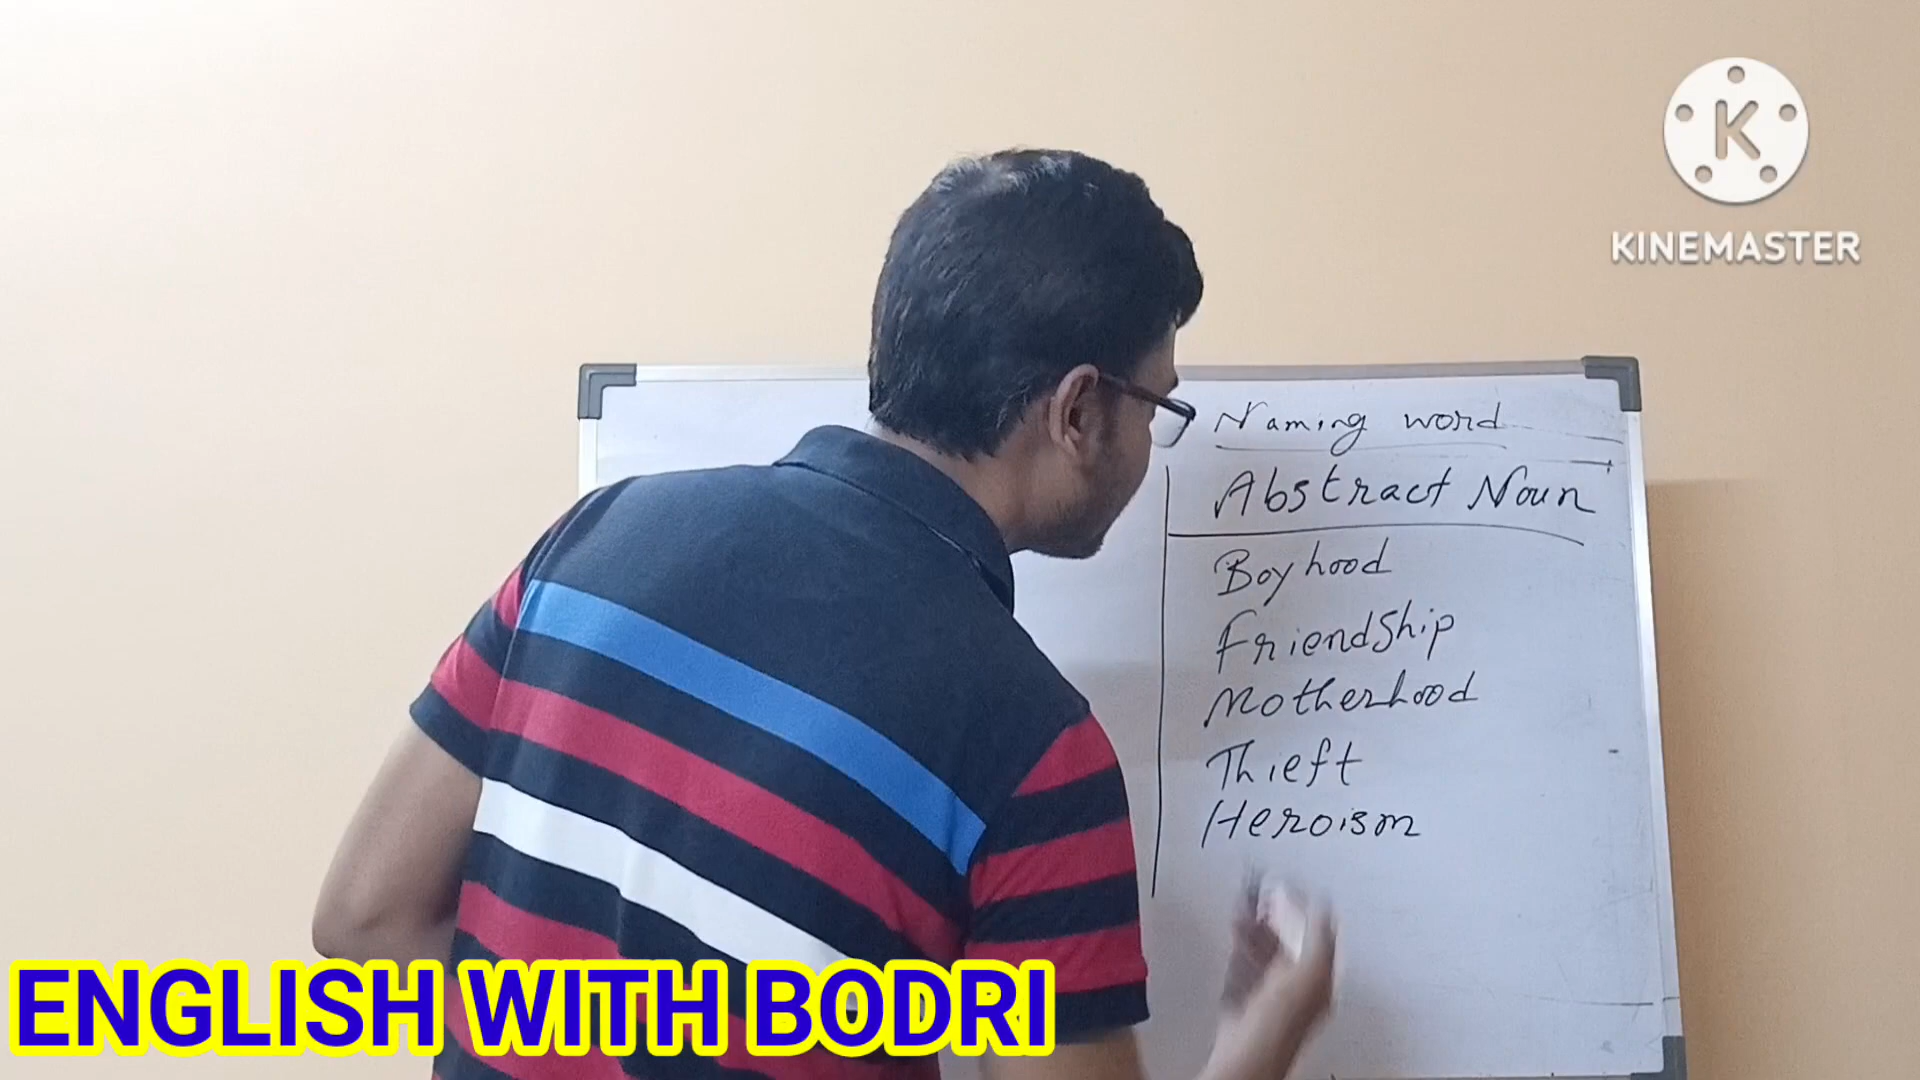 K
KINEMASTER
Naming word
Abstract Noun
Boyhood
Friendship
Motherhood
Thieft
Heroism
ENGLISH WITH BODRI